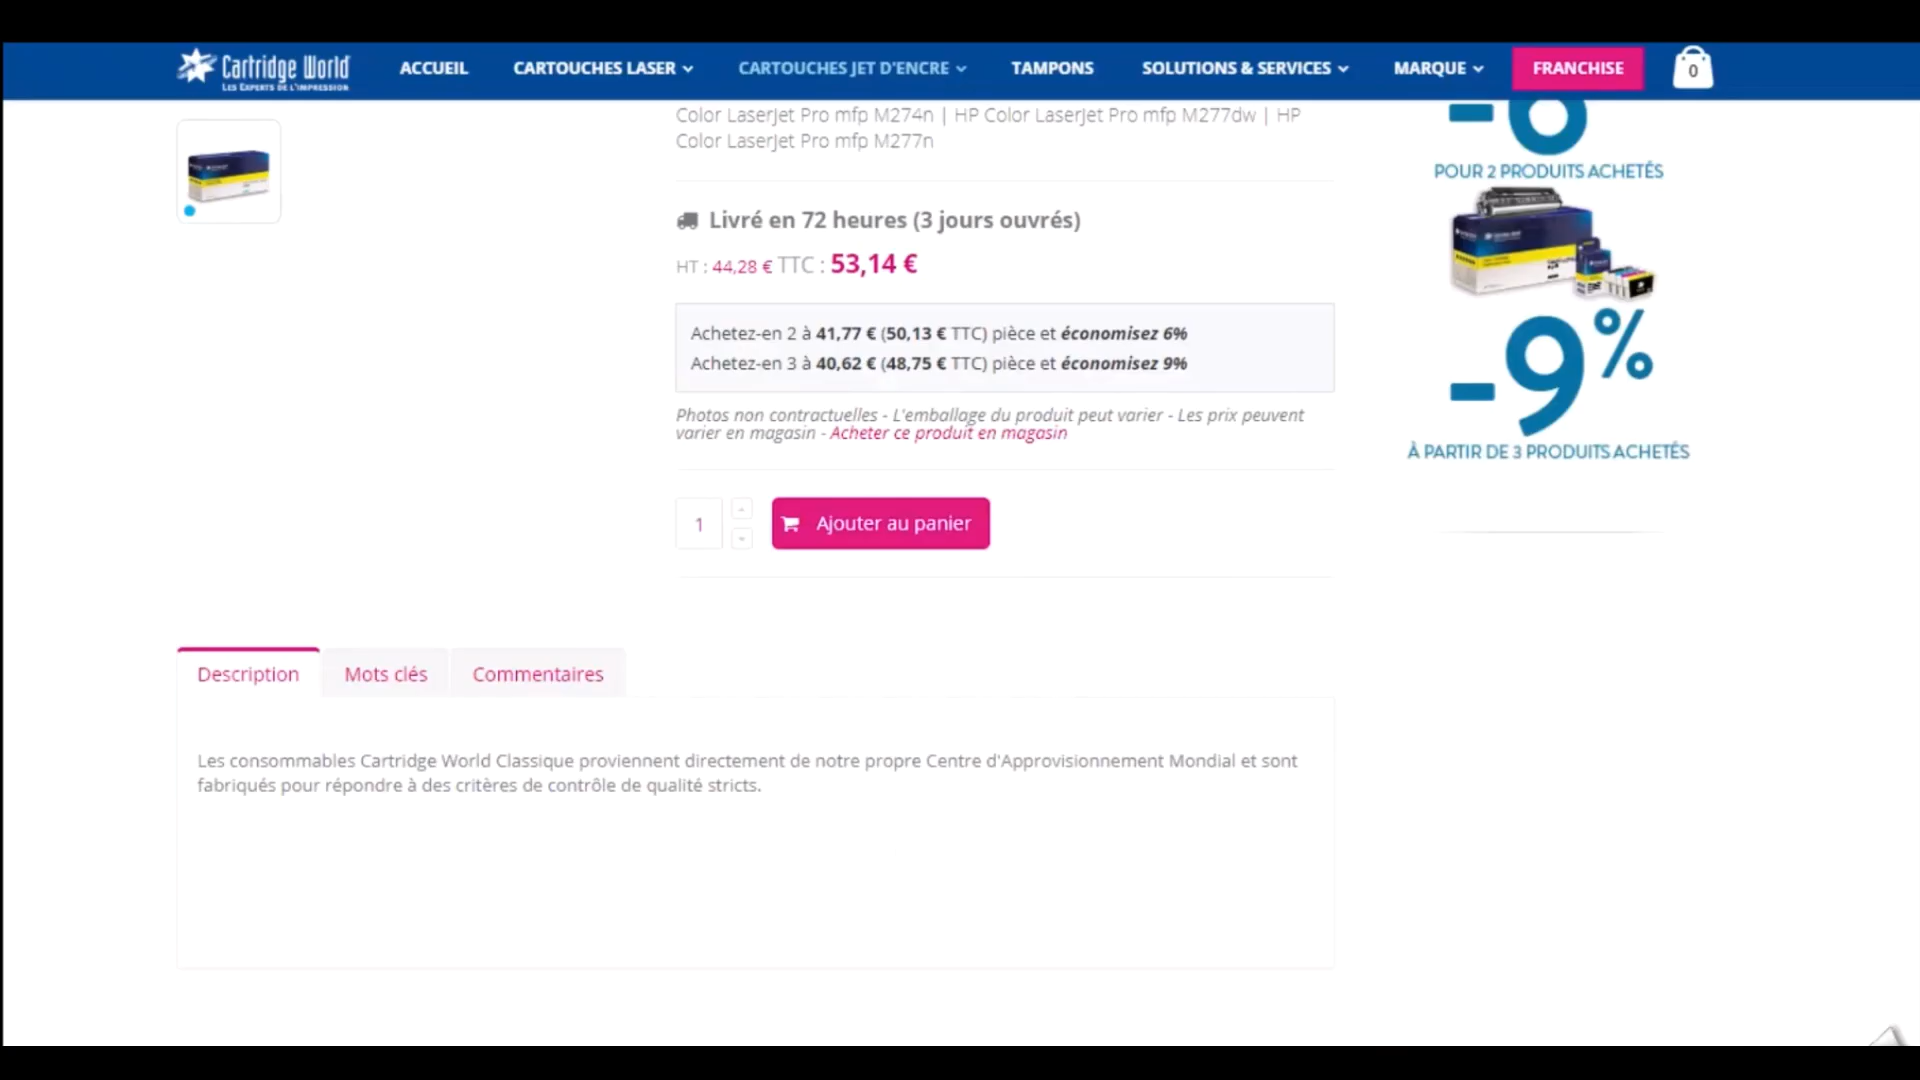 Cartridge World
LES EXPERTS DE L'IMPRESSION
ACCUEIL
CARTOUCHES LASER
CARTOUCHES JET D'ENCRE
TAMPONS
SOLUTIONS & SERVICES
MARQUE
FRANCHISE
0
Color LaserJet Pro mfp M274n | HP Color LaserJet Pro mfp M277dw | HP
Color LaserJet Pro mfp M277n
Livré en 72 heures (3 jours ouvrés)
HT : 44,28 € TTC : 53,14 €
Achetez-en 2 à 41,77 € (50,13 € TTC) pièce et économisez 6%
Achetez-en 3 à 40,62 € (48,75 € TTC) pièce et économisez 9%
Photos non contractuelles - L'emballage du produit peut varier - Les prix peuvent
varier en magasin - Acheter ce produit en magasin
1
Ajouter au panier
POUR 2 PRODUITS ACHETÉS
-9%
À PARTIR DE 3 PRODUITS ACHETÉS
Description
Mots clés
Commentaires
Les consommables Cartridge World Classique proviennent directement de notre propre Centre d'Approvisionnement Mondial et sont
fabriqués pour répondre à des critères de contrôle de qualité stricts.